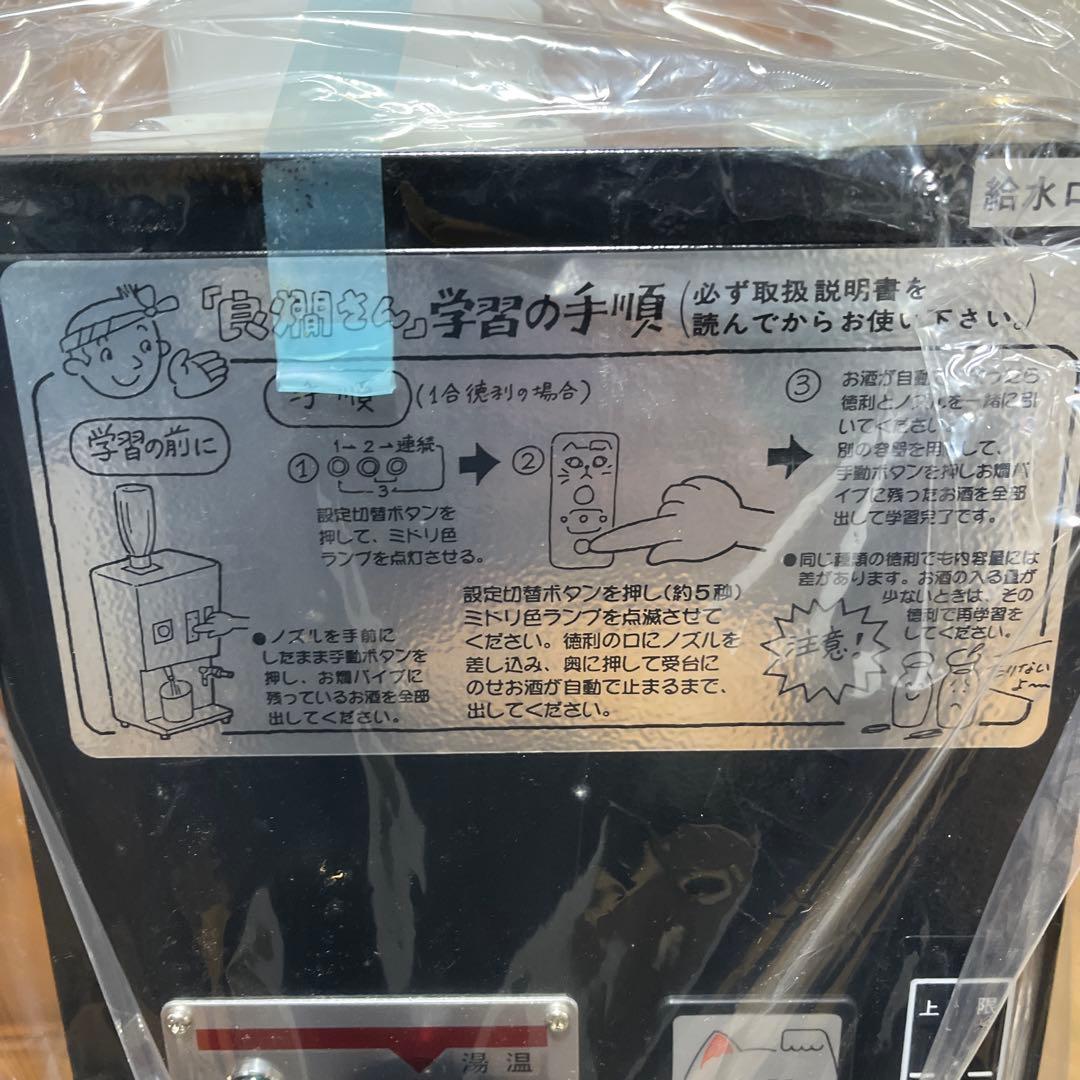 給水口
「良燗さん」学習の手順
(必ず取扱説明書を
読んでからお使い下さい。)
学習の前に
●ノズルを手前に
したまま手動ボタンを
押し、お燗パイプに
残っているお酒を全部
出してください。
手順 (1合徳利の場合)
① 1 2 連続
3
設定切替ボタンを
押して、ミドリ色
ランプを点灯させる。
②
設定切替ボタンを押し(約5秒)
ミドリ色ランプを点滅させて
ください。徳利の口にノズルを
差し込み、奥に押して受台に
のせお酒が自動で止まるまで、
出してください。
③ お酒が自動
徳利とノズルを一緒に引
いてください
別の容器を用 して、
手動ボタンを押しお燗パ
イプに残ったお酒を全部
出して学習完了です。
●同じ種類の徳利でも内容量には
差があります。お酒の入る量が
少ないときは、その
徳利で再学習を
してください。
注意!
よ〜
湯温
上限